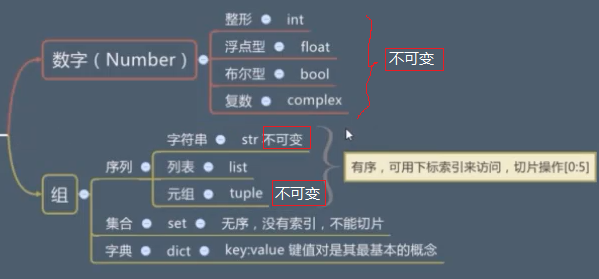 整形 int
数字（Number） 浮点型 float
不可变
布尔型 bool
复数 complex
字符串 str 不可变
序列 列表 list
有序，可用下标索引来访问，切片操作[0:5]
元组 tuple 不可变
组
集合 set 无序，没有索引，不能切片
字典 dict key:value 键值对是其最基本的概念